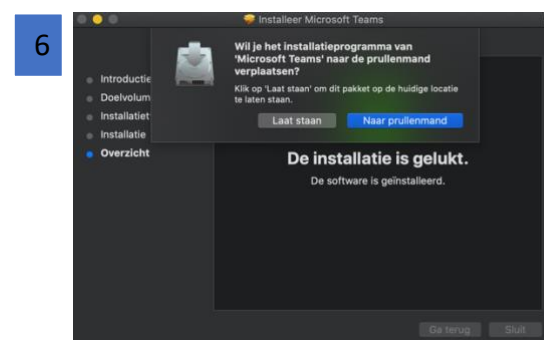 6
Installeer Microsoft Teams
Wil je het installatieprogramma van
'Microsoft Teams' naar de prullenmand
verplaatsen?
Klik op 'Laat staan' om dit pakket op de huidige locatie
te laten staan.
Laat staan
Naar prullenmand
Introductie
Doelvolum
Installatiet
Installatie
Overzicht
De installatie is gelukt.
De software is geïnstalleerd.
Ga terug
Sluit